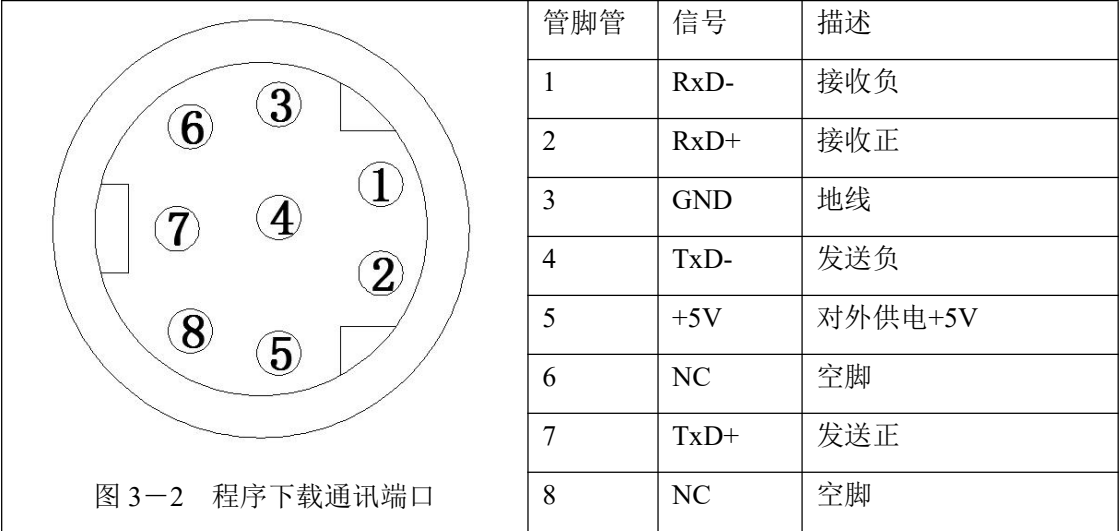 3
6
1
4
7
2
8
5
图 3－2 程序下载通讯端口
管脚管 信号 描述
1 RxD- 接收负
2 RxD+ 接收正
3 GND 地线
4 TxD- 发送负
5 +5V 对外供电+5V
6 NC 空脚
7 TxD+ 发送正
8 NC 空脚